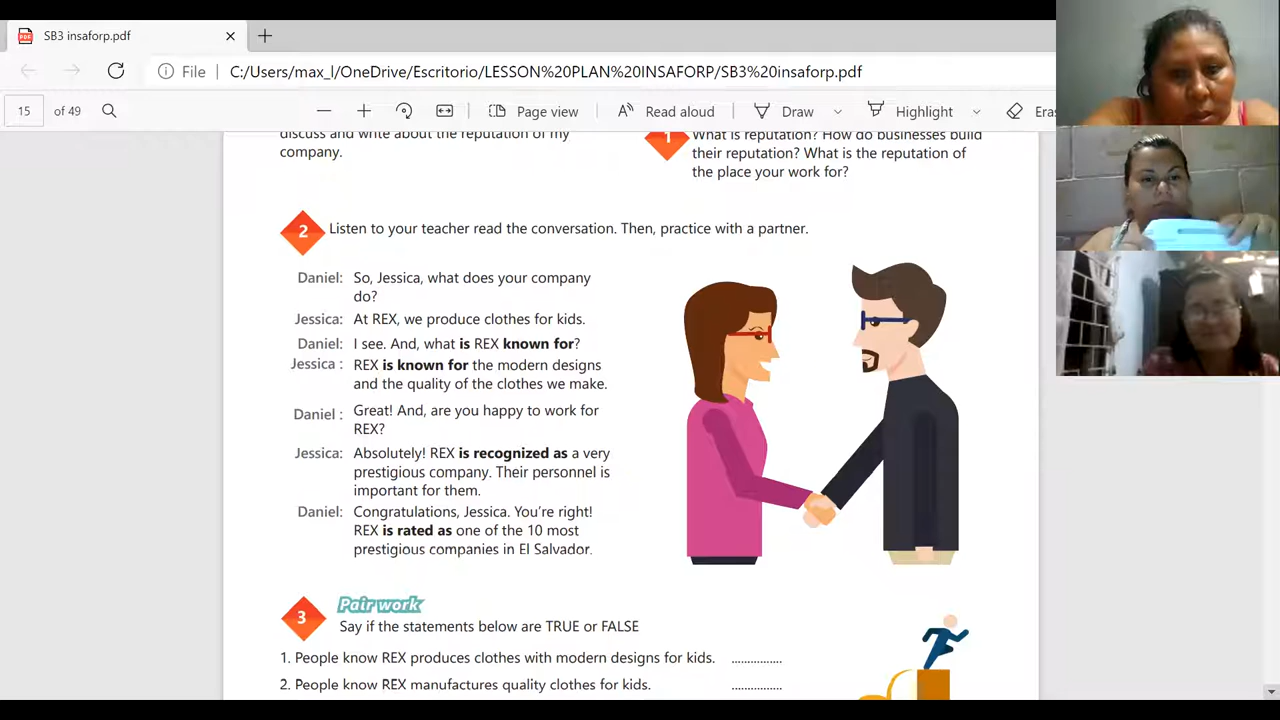 SB3 insaforp.pdf
File C:/Users/max_l/OneDrive/Escritorio/LESSON%20PLAN%20INSAFORP/SB3%20insaforp.pdf
15 of 49 Page view Read aloud Draw Highlight
discuss and write about the reputation of my
company.
1 What is reputation? How do businesses build
their reputation? What is the reputation of
the place your work for?
2 Listen to your teacher read the conversation. Then, practice with a partner.
Daniel: So, Jessica, what does your company
do?
Jessica: At REX, we produce clothes for kids.
Daniel: I see. And, what is REX known for?
Jessica : REX is known for the modern designs
and the quality of the clothes we make.
Daniel : Great! And, are you happy to work for
REX?
Jessica: Absolutely! REX is recognized as a very
prestigious company. Their personnel is
important for them.
Daniel: Congratulations, Jessica. You're right!
REX is rated as one of the 10 most
prestigious companies in El Salvador.
3 Pair work
Say if the statements below are TRUE or FALSE
1. People know REX produces clothes with modern designs for kids. ................
2. People know REX manufactures quality clothes for kids. ................